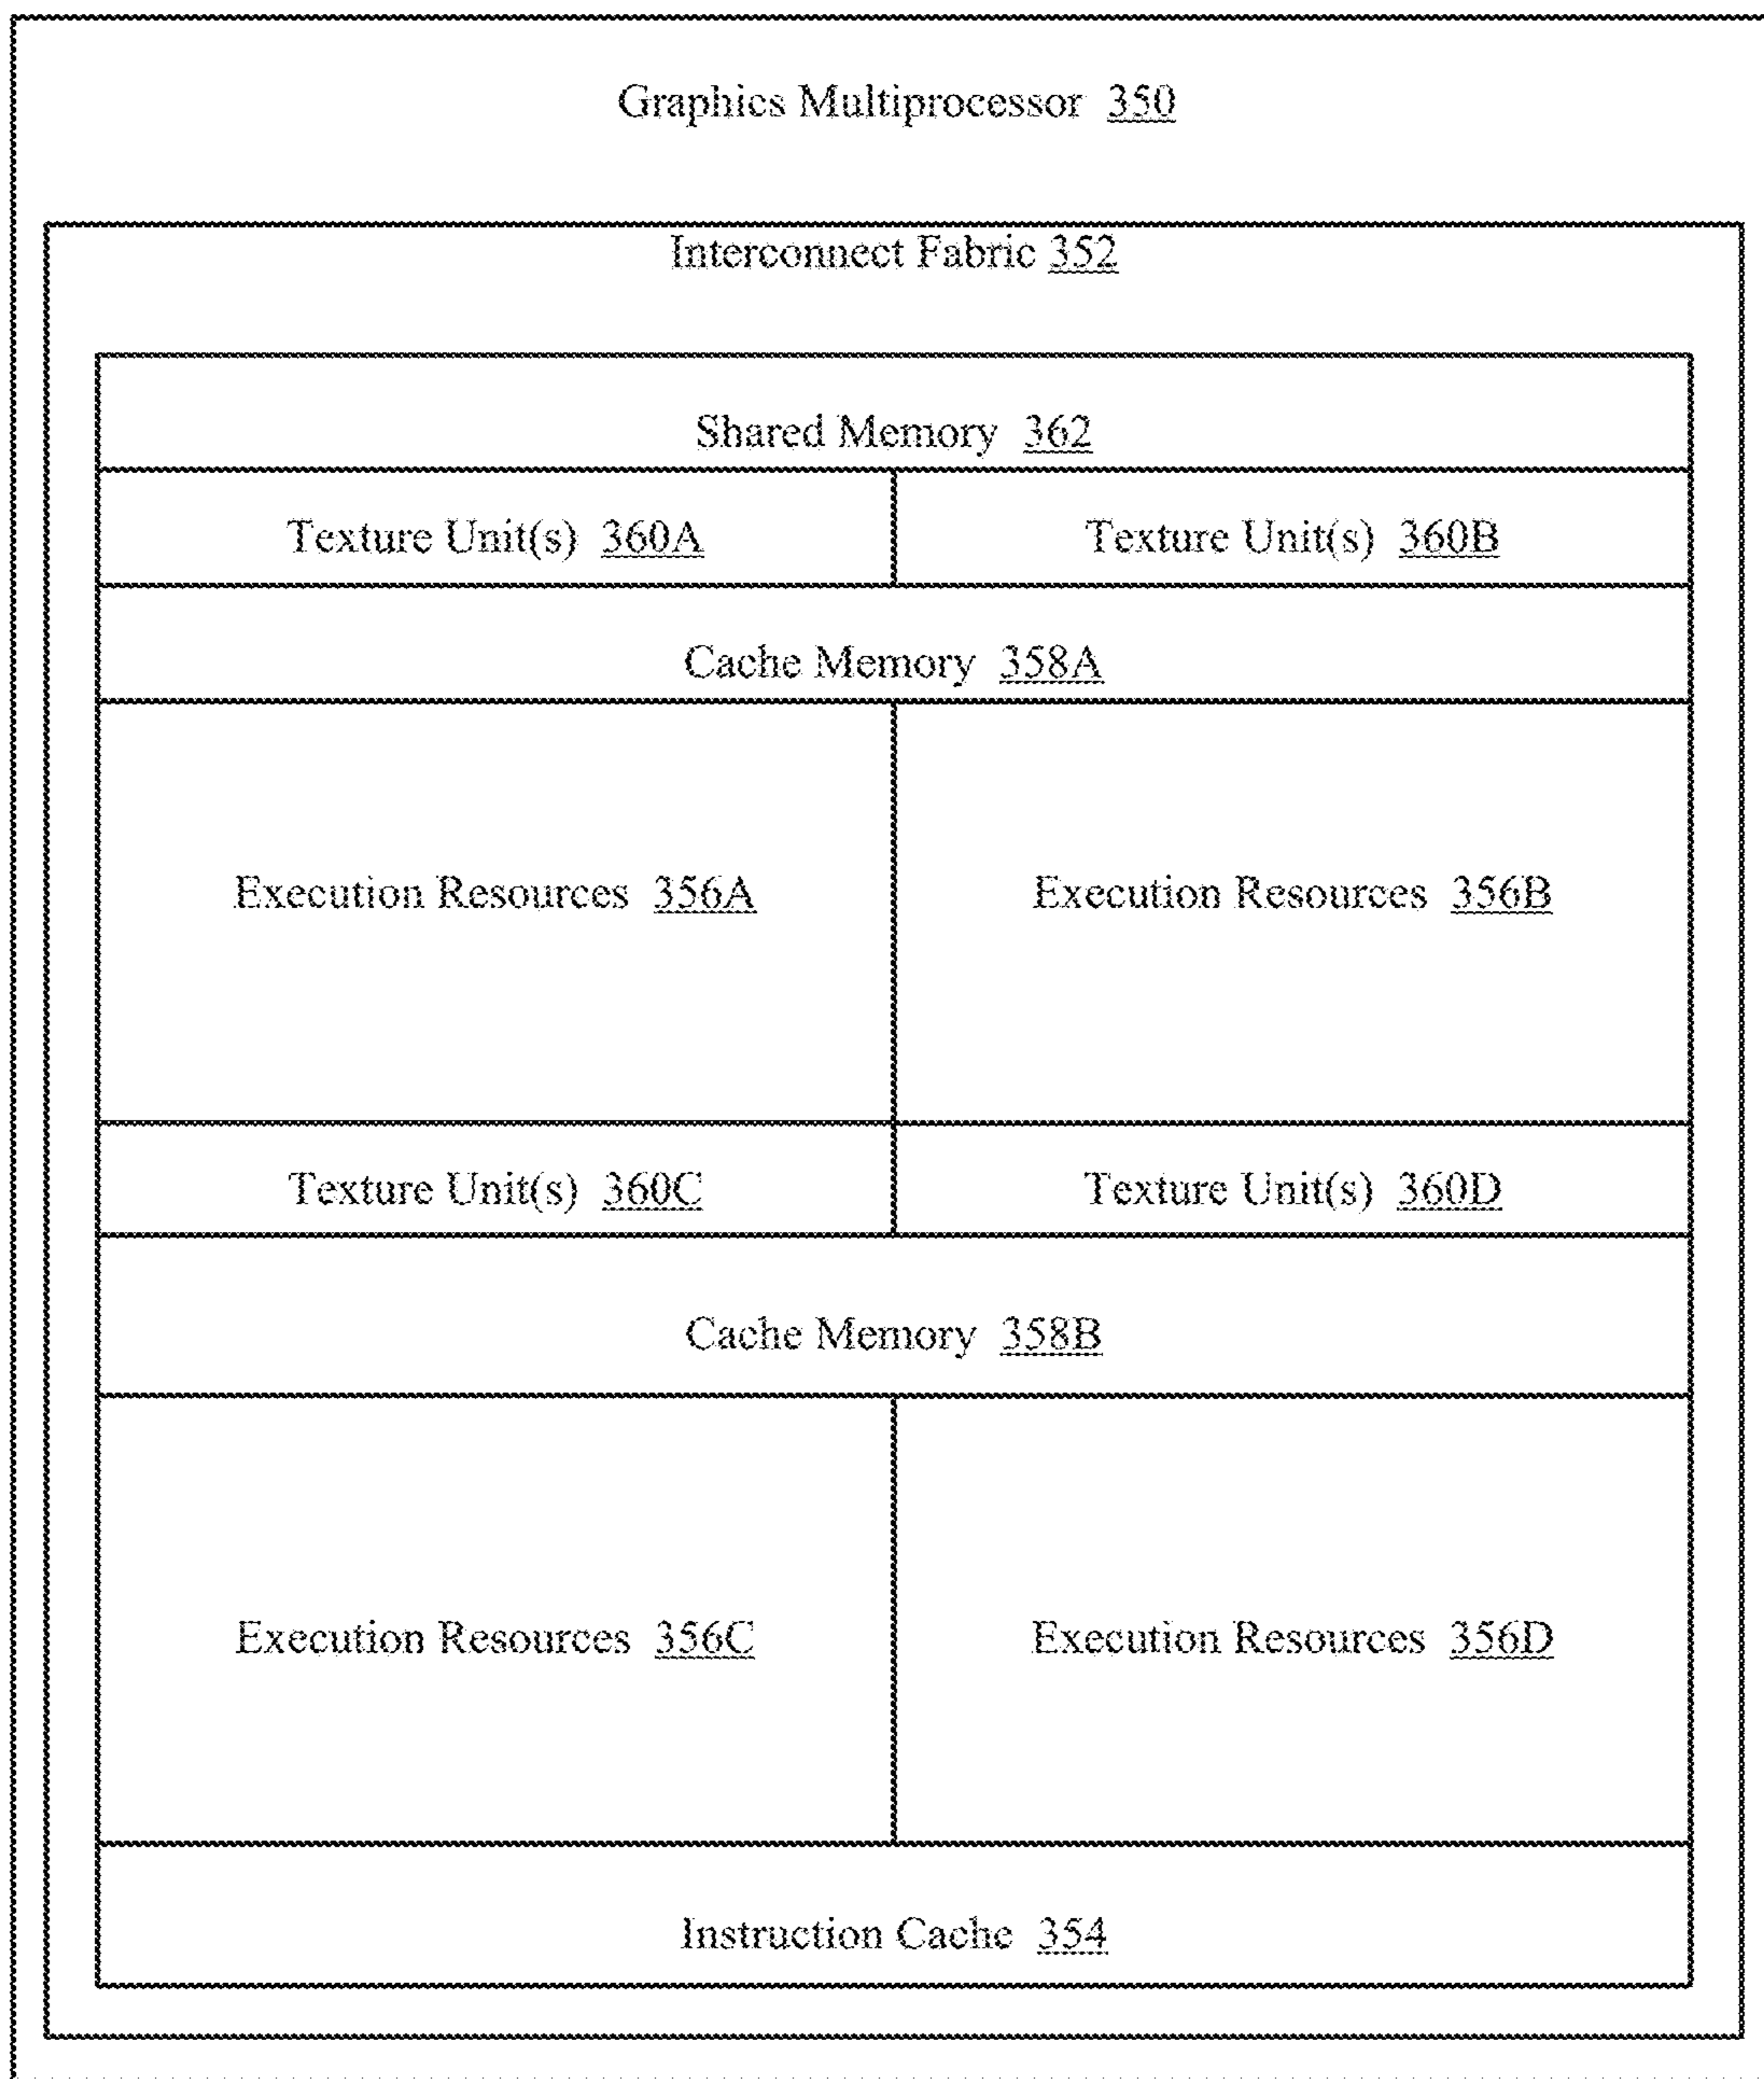 Graphics Multiprocessor 350
Interconnect Fabric 352
Shared Memory 362
Texture Unit(s) 360A
Texture Unit(s) 360B
Cache Memory 358A
Execution Resources 356A
Execution Resources 356B
Texture Unit(s) 360C
Texture Unit(s) 360D
Cache Memory 358B
Execution Resources 356C
Execution Resources 356D
Instruction Cache 354